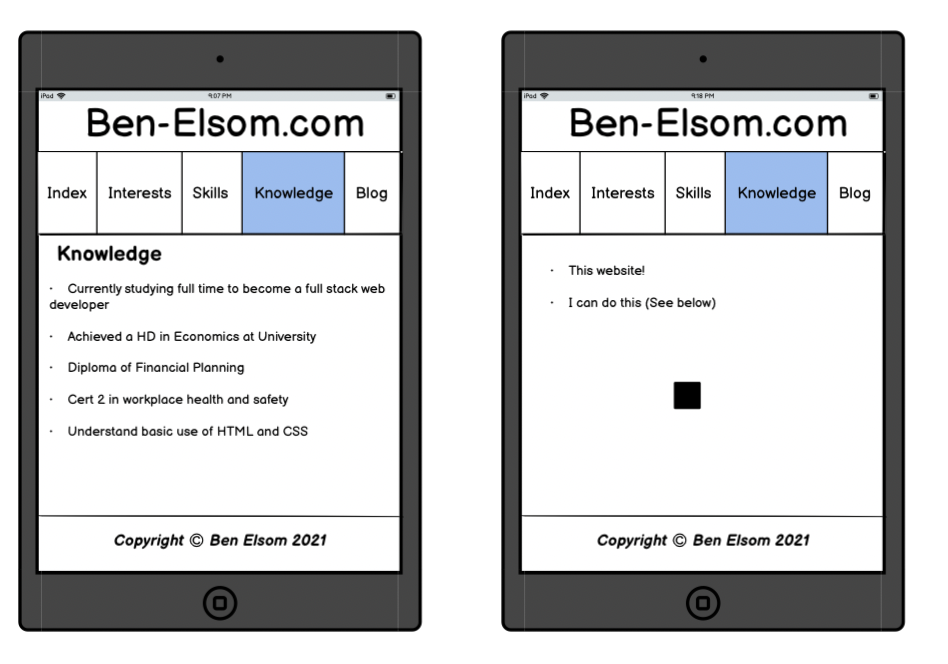 iPad 9:07 PM
Ben-Elsom.com
Index Interests Skills Knowledge Blog
Knowledge
· Currently studying full time to become a full stack web
developer
· Achieved a HD in Economics at University
· Diploma of Financial Planning
· Cert 2 in workplace health and safety
· Understand basic use of HTML and CSS
Copyright © Ben Elsom 2021
iPad 9:18 PM
Ben-Elsom.com
Index Interests Skills Knowledge Blog
· This website!
· I can do this (See below)
Copyright © Ben Elsom 2021